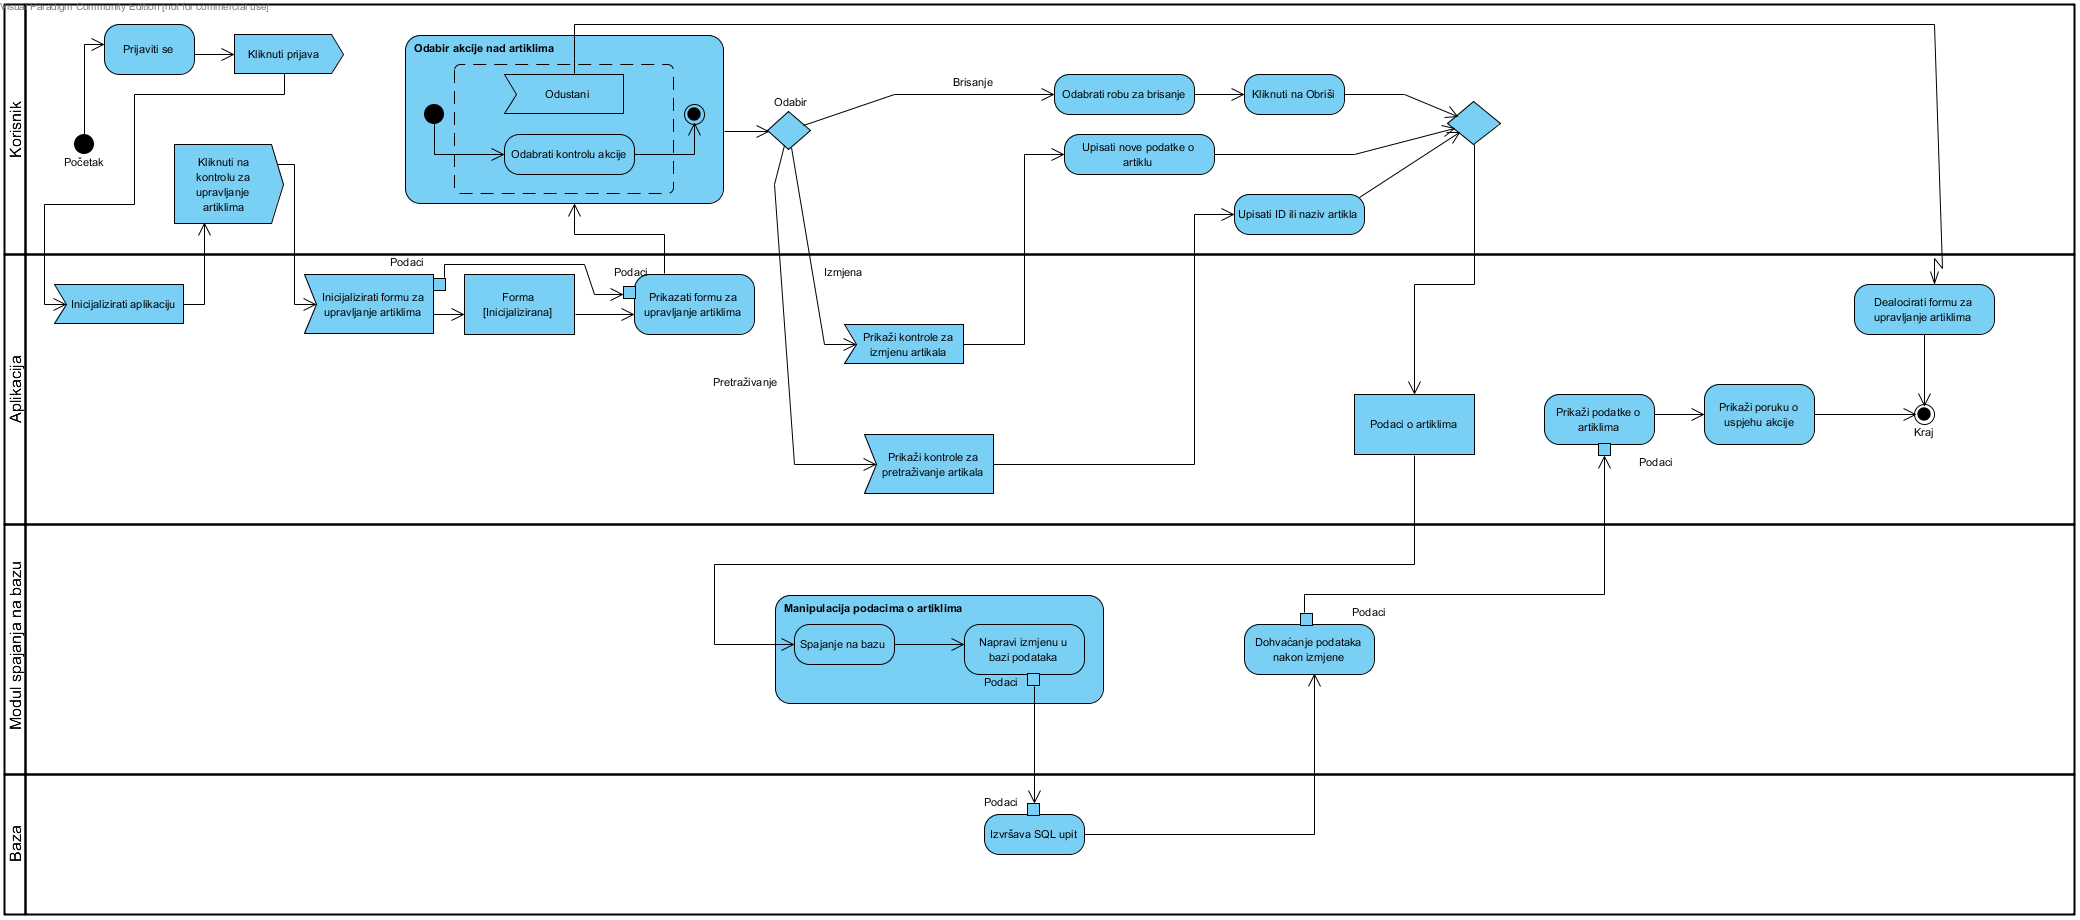 Visual Paradigm Community Edition [not for commercial use]
Korisnik
Prijaviti se
Kliknuti prijava
Početak
Kliknuti na
kontrolu za
upravljanje
artiklima
Odabir akcije nad artiklima
Odustani
Odabrati kontrolu akcije
Odabir
Brisanje
Odabrati robu za brisanje
Kliknuti na Obriši
Upisati nove podatke o
artiklu
Upisati ID ili naziv artikla
Aplikacija
Inicijalizirati aplikaciju
Podaci
Inicijalizirati formu za
upravljanje artiklima
Forma
[Inicijalizirana]
Podaci
Prikazati formu za
upravljanje artiklima
Izmjena
Prikaži kontrole za
izmjenu artikala
Pretraživanje
Prikaži kontrole za
pretraživanje artikala
Podaci o artiklima
Prikaži podatke o
artiklima
Podaci
Prikaži poruku o
uspjehu akcije
Dealocirati formu za
upravljanje artiklima
Kraj
Modul spajanja na bazu
Manipulacija podacima o artiklima
Spajanje na bazu
Napravi izmjenu u
bazi podataka
Podaci
Podaci
Dohvaćanje podataka
nakon izmjene
Baza
Podaci
Izvršava SQL upit